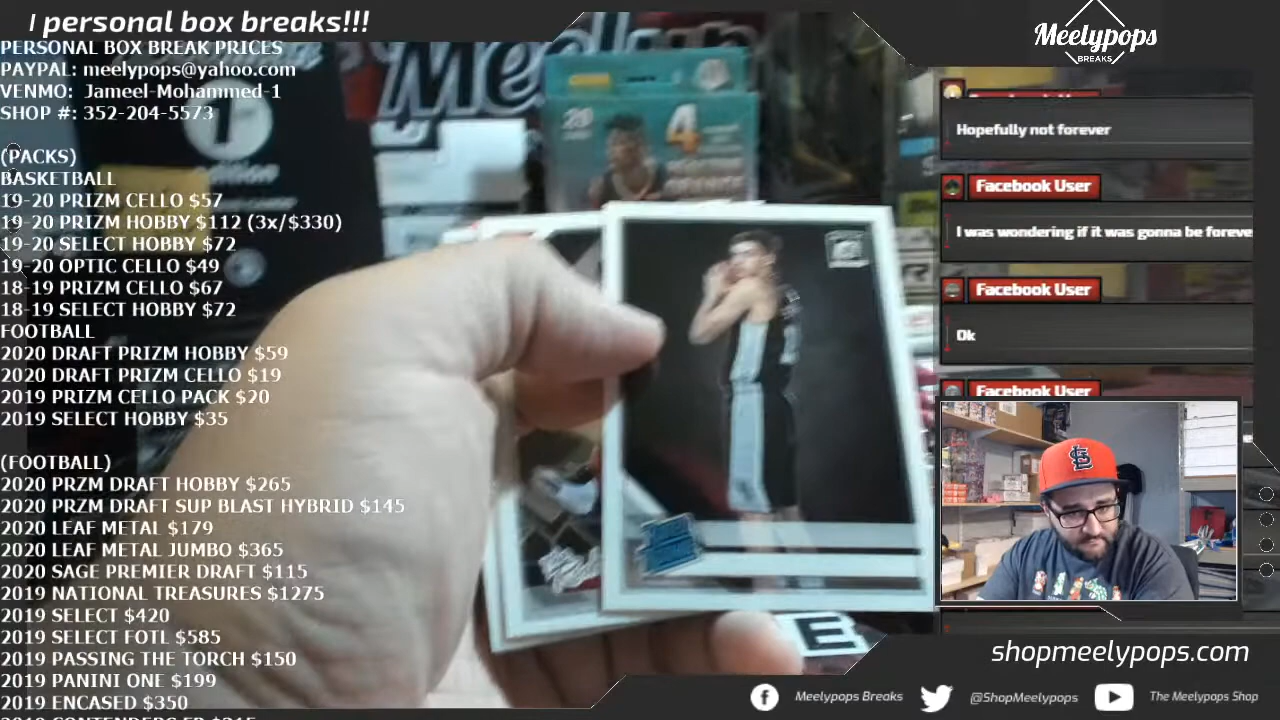 I personal box breaks!!!
PERSONAL BOX BREAK PRICES
PAYPAL: meelypops@yahoo.com
VENMO: Jameel-Mohammed-1
SHOP #: 352-204-5573
(PACKS)
BASKETBALL
19-20 PRIZM CELLO $57
19-20 PRIZM HOBBY $112 (3x/$330)
19-20 SELECT HOBBY $72
19-20 OPTIC CELLO $49
18-19 PRIZM CELLO $67
18-19 SELECT HOBBY $72
FOOTBALL
2020 DRAFT PRIZM HOBBY $59
2020 DRAFT PRIZM CELLO $19
2019 PRIZM CELLO PACK $20
2019 SELECT HOBBY $35
(FOOTBALL)
2020 PRZM DRAFT HOBBY $265
2020 PRZM DRAFT SUP BLAST HYBRID $145
2020 LEAF METAL $179
2020 LEAF METAL JUMBO $365
2020 SAGE PREMIER DRAFT $115
2019 NATIONAL TREASURES $1275
2019 SELECT $420
2019 SELECT FOTL $585
2019 PASSING THE TORCH $150
2019 PANINI ONE $199
2019 ENCASED $350
Meelyp
4
E
Meelypops
BREAKS
Hopefully not forever
Facebook User
I was wondering if it was gonna be foreve
Facebook User
Ok
Facebook User
shopmeelypops.com
Meelypops Breaks
@ShopMeelypops
The Meelypops Shop